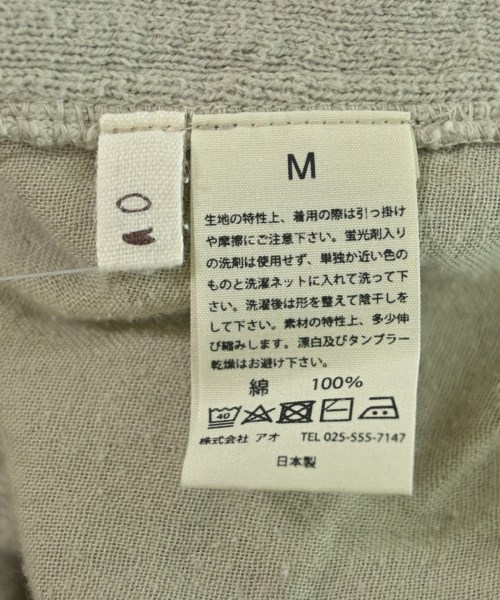 M
生地の特性上、着用の際は引っ掛け
や摩擦にご注意下さい。蛍光剤入り
の洗剤は使用せず、単独か近い色の
ものと洗濯ネットに入れて洗って下
さい。洗濯後は形を整えて陰干しを
して下さい。素材の特性上、多少伸
び縮みします。漂白及びタンブラー
乾燥はお避け下さい。
綿 100%
40
株式会社 アオ TEL 025-555-7147
日本製